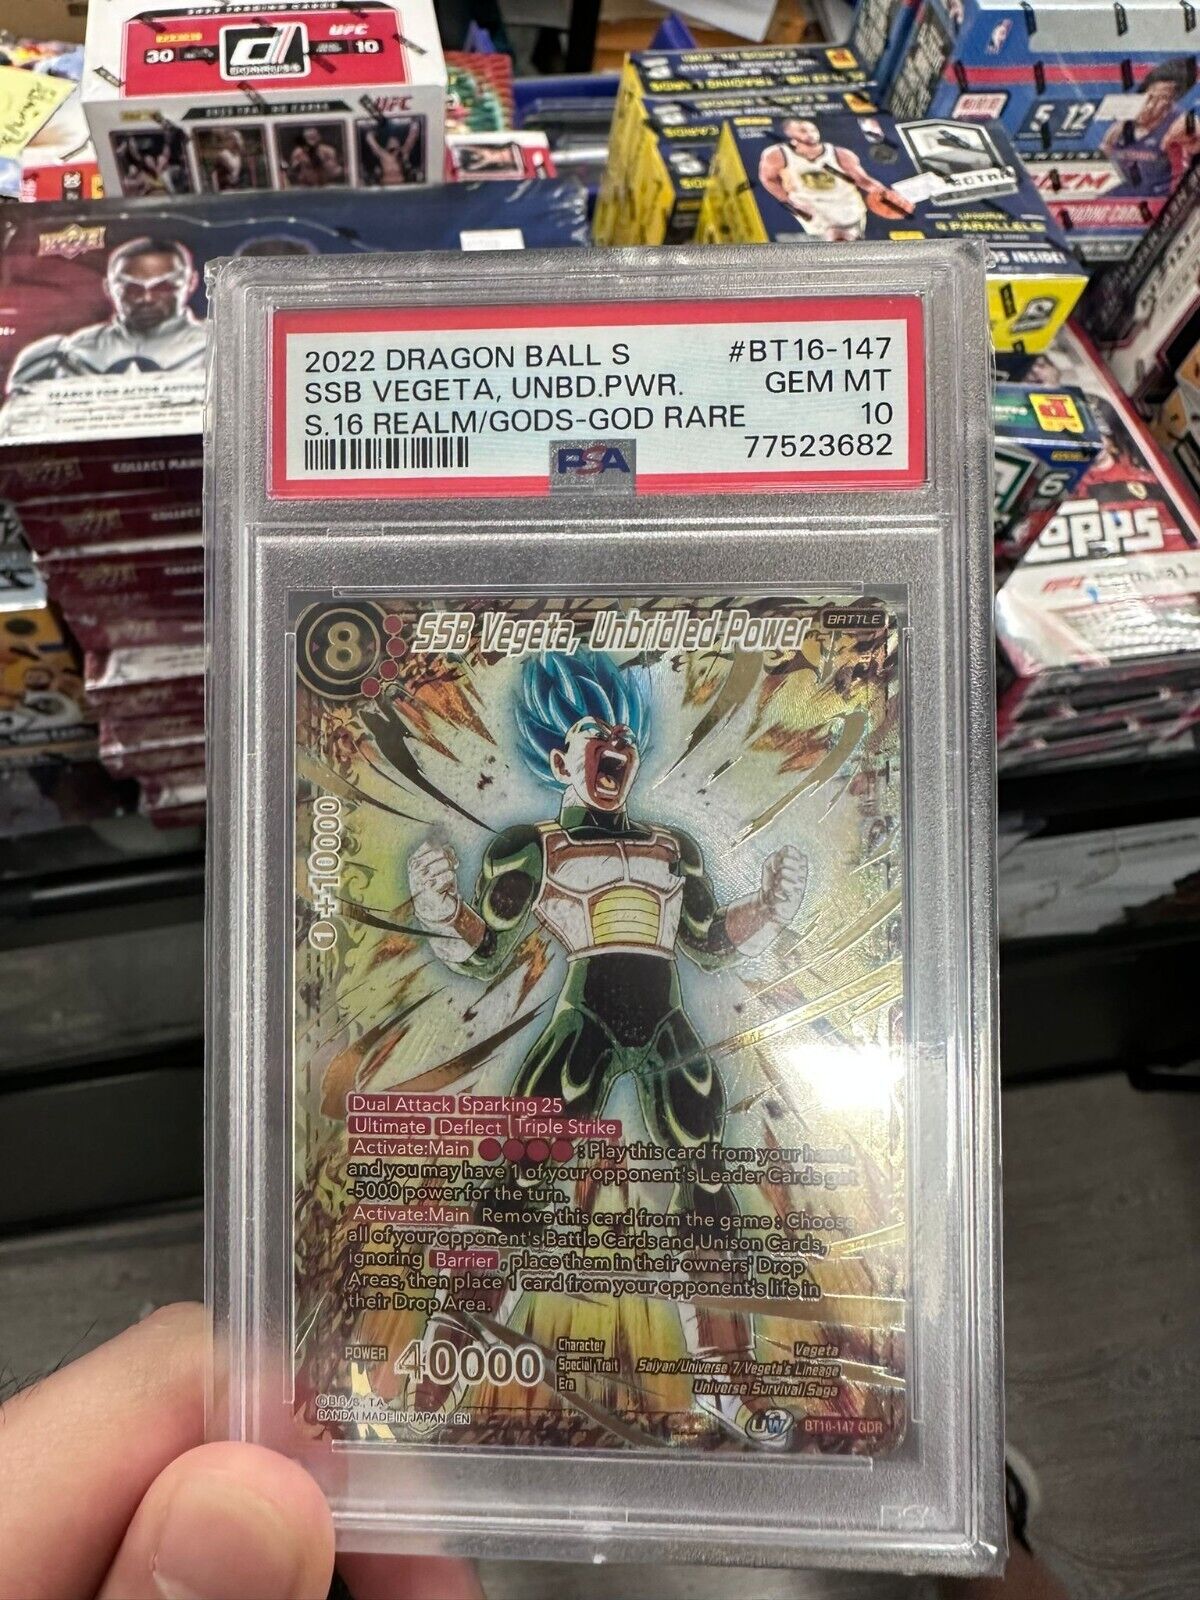 30
UFC
10
DONRUSS
UFC
5 12
PARALLELS
INSIDE!
2022 DRAGON BALL S #BT16-147
SSB VEGETA, UNBD.PWR. GEM MT
S.16 REALM/GODS-GOD RARE 10
77523682
PSA
6
TOPPS
8 SSB Vegeta, Unbridled Power BATTLE
1 +10000
Dual Attack Sparking 25
Ultimate Deflect Triple Strike
Activate:Main : Play this card from your hand,
and you may have 1 of your opponent's Leader Cards get
-5000 power for the turn.
Activate:Main Remove this card from the game : Choose
all of your opponent's Battle Cards and Unison Cards,
ignoring Barrier , place them in their owners' Drop
Areas, then place 1 card from your opponent's life in
their Drop Area.
POWER 40000
Character Vegeta
Special Trait Saiyan/Universe 7/Vegeta's Lineage
Era Universe Survival Saga
©B.S./S., T.A.
BANDAI MADE IN JAPAN EN
UW
BT16-147 GDR